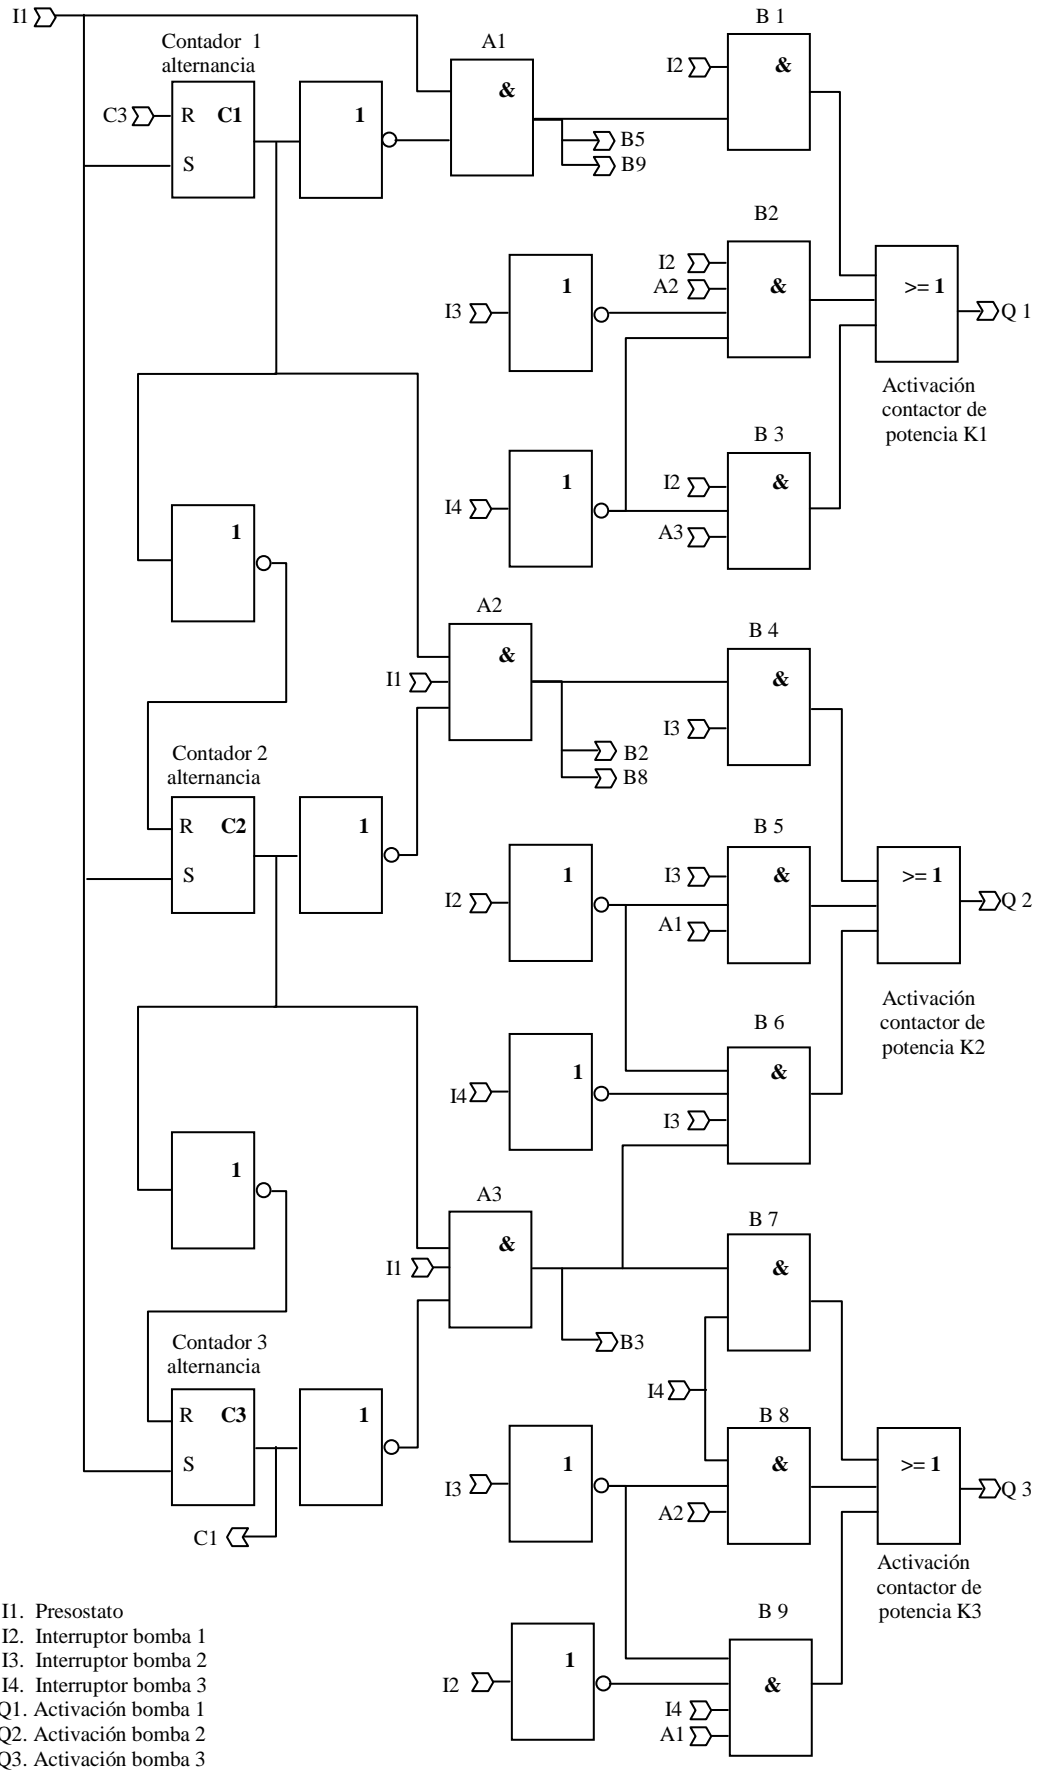 I1
Contador 1
alternancia
C3
R
C1
S
1
A1
&
B5
B9
B 1
I2
&
B2
I2
A2
&
I3
1
>= 1
Q 1
Activación
contactor de
potencia K1
B 3
I4
1
I2
&
A3
1
A2
&
I1
B2
B8
B 4
&
I3
Contador 2
alternancia
R
C2
S
1
B 5
I2
1
I3
&
A1
>= 1
Q 2
Activación
contactor de
potencia K2
B 6
I4
1
&
I3
1
A3
&
I1
B3
B 7
&
I4
Contador 3
alternancia
R
C3
S
1
C1
B 8
I3
1
&
A2
>= 1
Q 3
Activación
contactor de
potencia K3
B 9
I2
1
&
I4
A1
I1. Presostato
I2. Interruptor bomba 1
I3. Interruptor bomba 2
I4. Interruptor bomba 3
Q1. Activación bomba 1
Q2. Activación bomba 2
Q3. Activación bomba 3